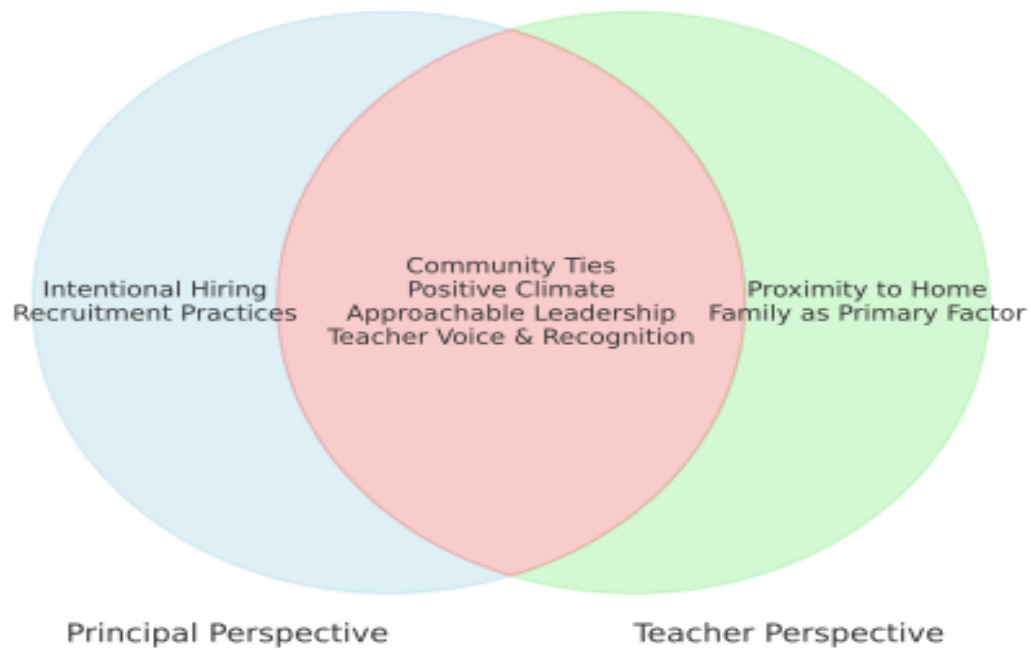 Intentional Hiring
Recruitment Practices
Community Ties
Positive Climate
Approachable Leadership
Teacher Voice & Recognition
Proximity to Home
Family as Primary Factor
Principal Perspective
Teacher Perspective